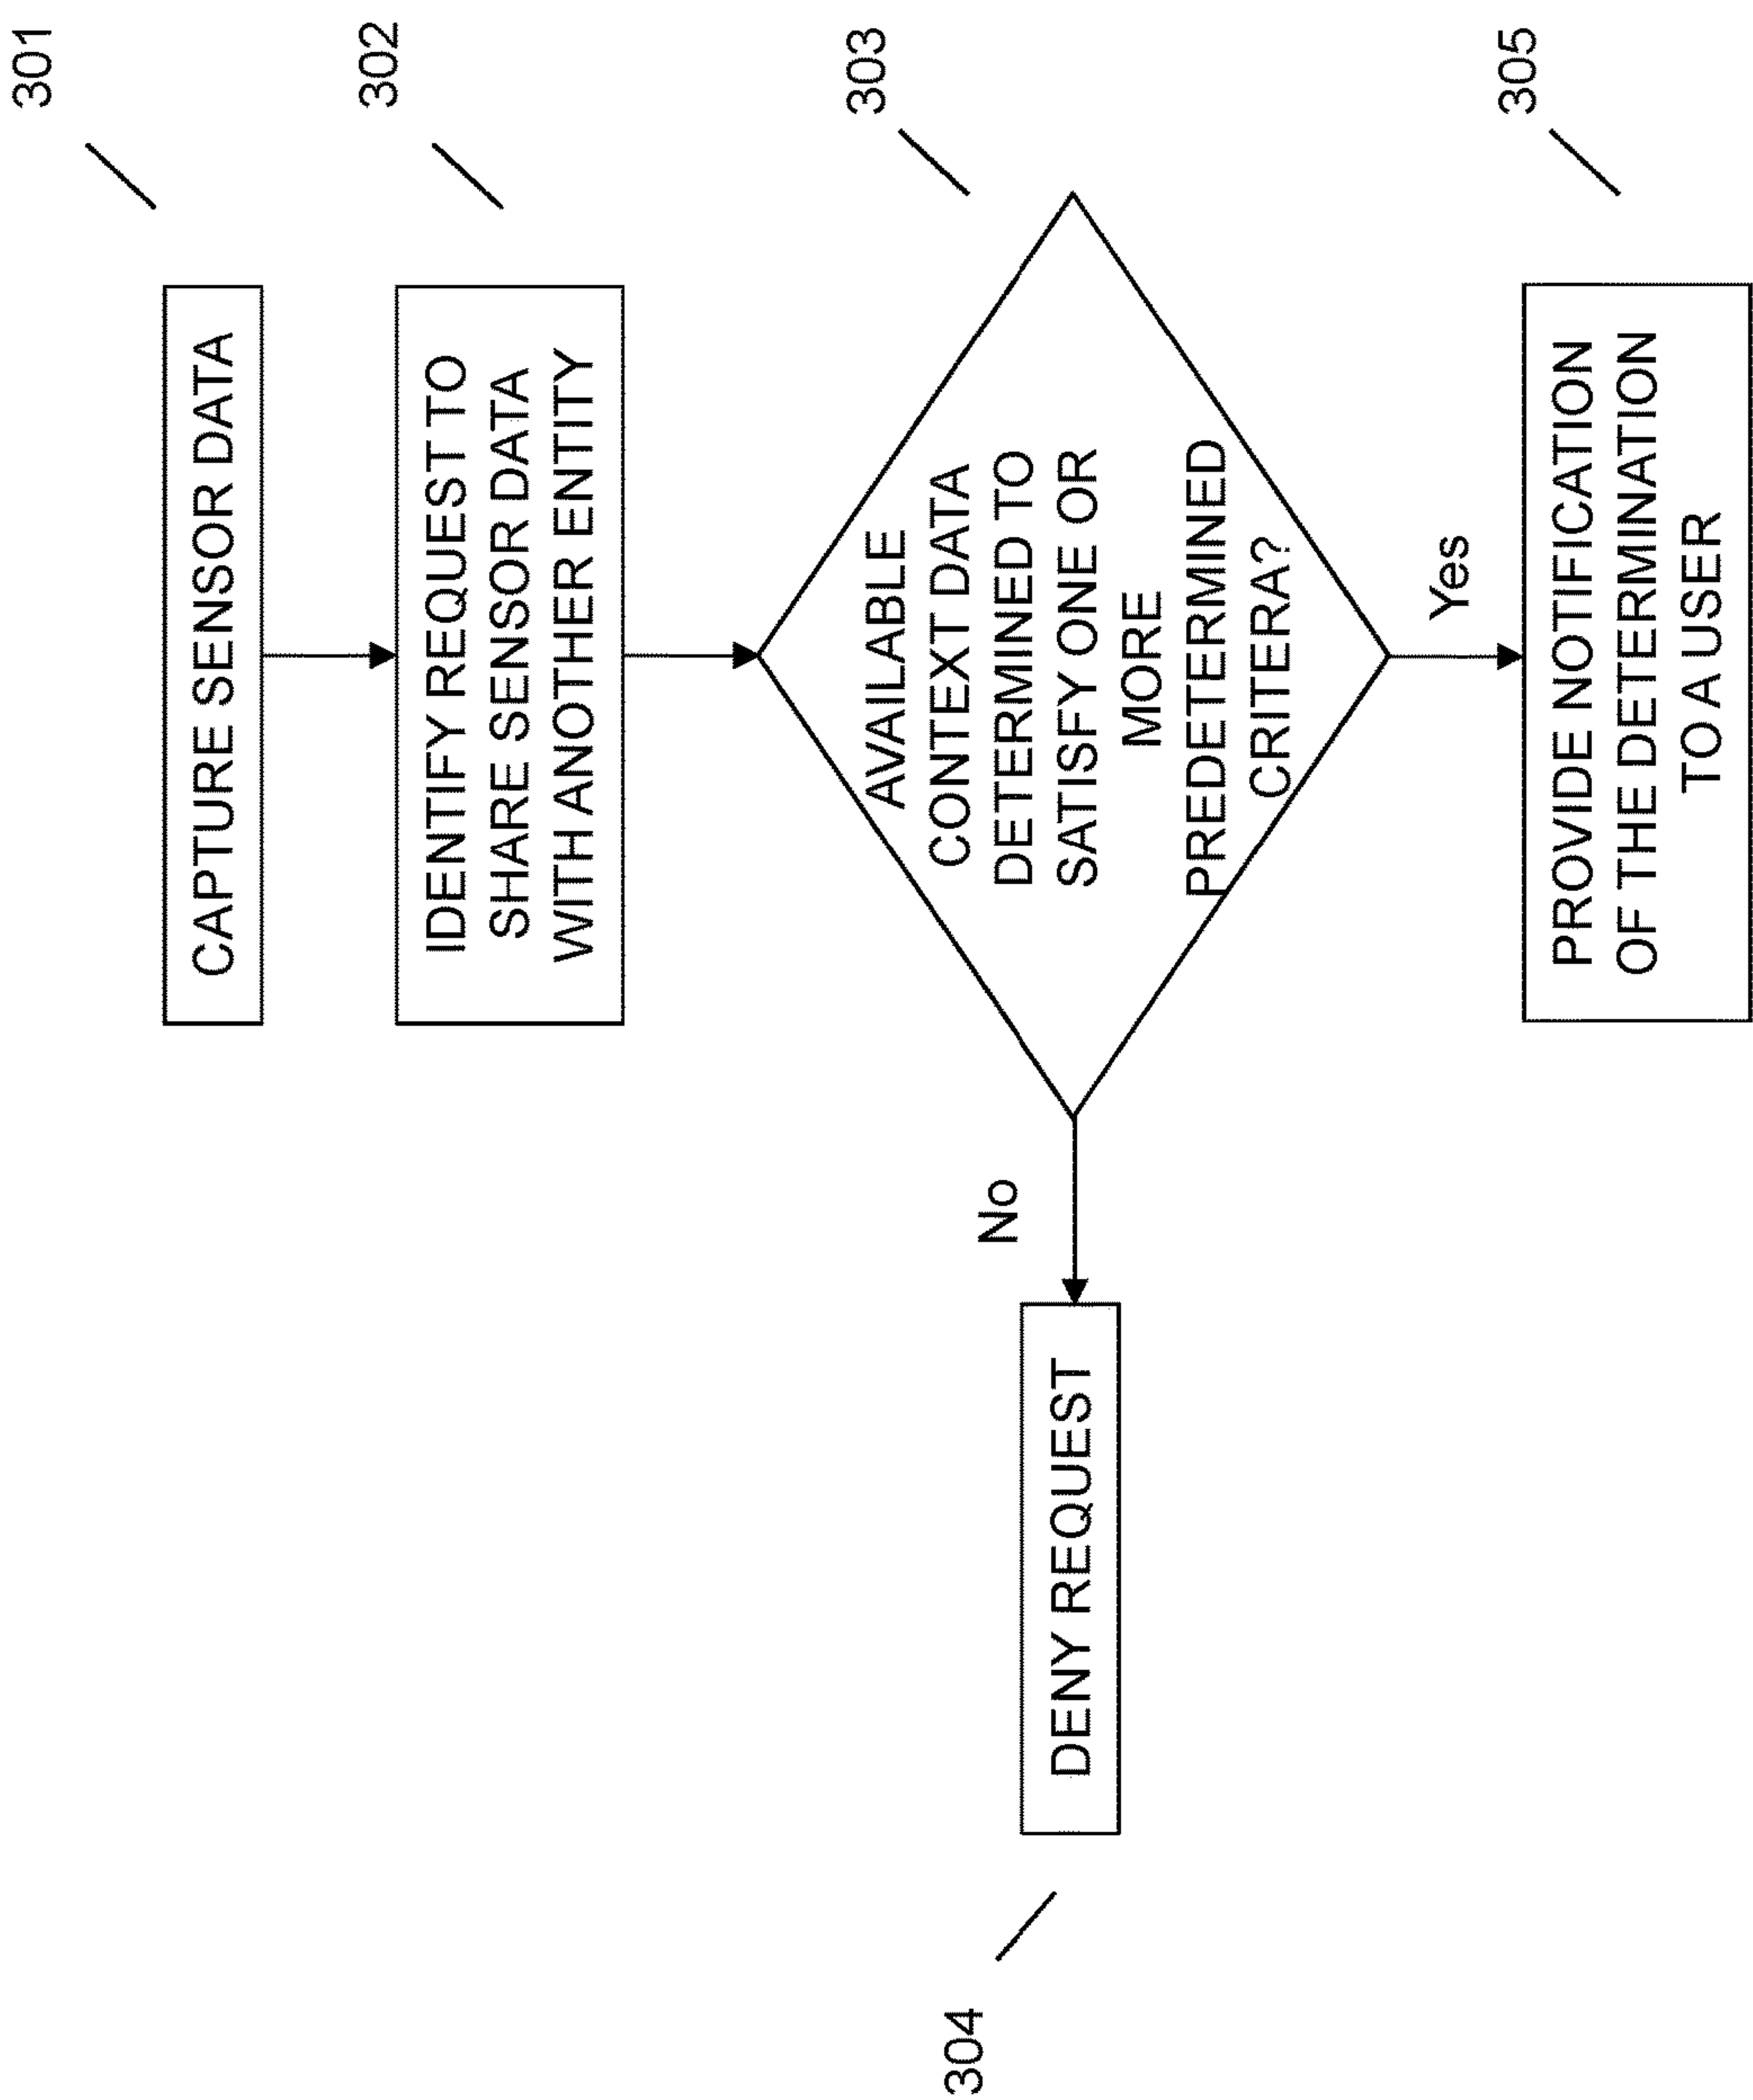 301
CAPTURE SENSOR DATA
302
IDENTIFY REQUEST TO
SHARE SENSOR DATA
WITH ANOTHER ENTITY
303
AVAILABLE
CONTEXT DATA
DETERMINED TO
SATISFY ONE OR
MORE
PREDETERMINED
CRITERA?
No
304
DENY REQUEST
Yes
305
PROVIDE NOTIFICATION
OF THE DETERMINATION
TO A USER